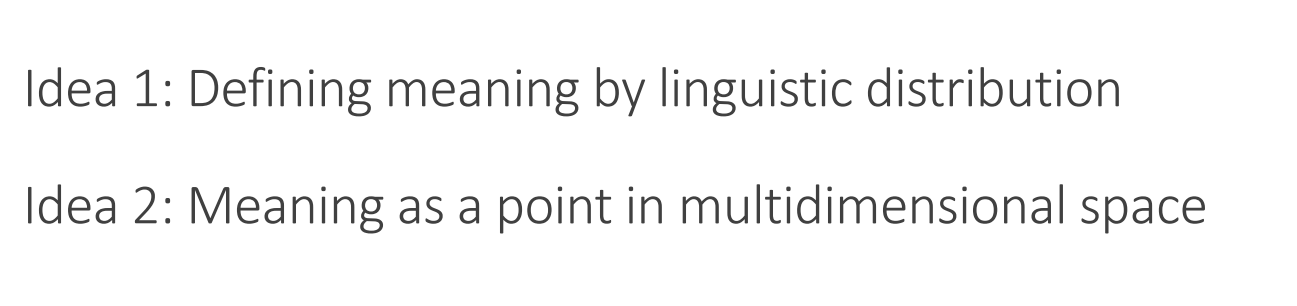 Idea 1: Defining meaning by linguistic distribution
Idea 2: Meaning as a point in multidimensional space